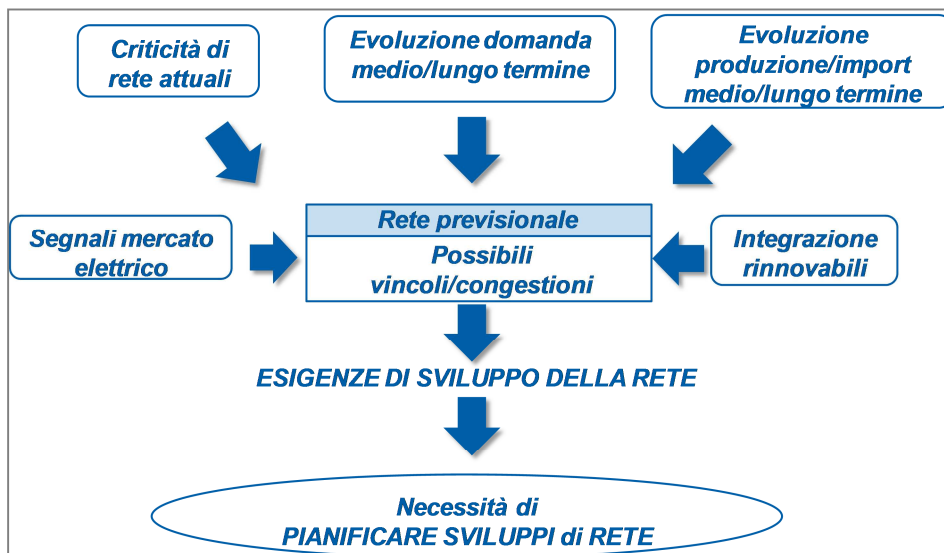 Criticità di
rete attuali
Evoluzione domanda
medio/lungo termine
Evoluzione
produzione/import
medio/lungo termine
Segnali mercato
elettrico
Rete previsionale
Possibili
vincoli/congestioni
Integrazione
rinnovabili
ESIGENZE DI SVILUPPO DELLA RETE
Necessità di
PIANIFICARE SVILUPPI di RETE